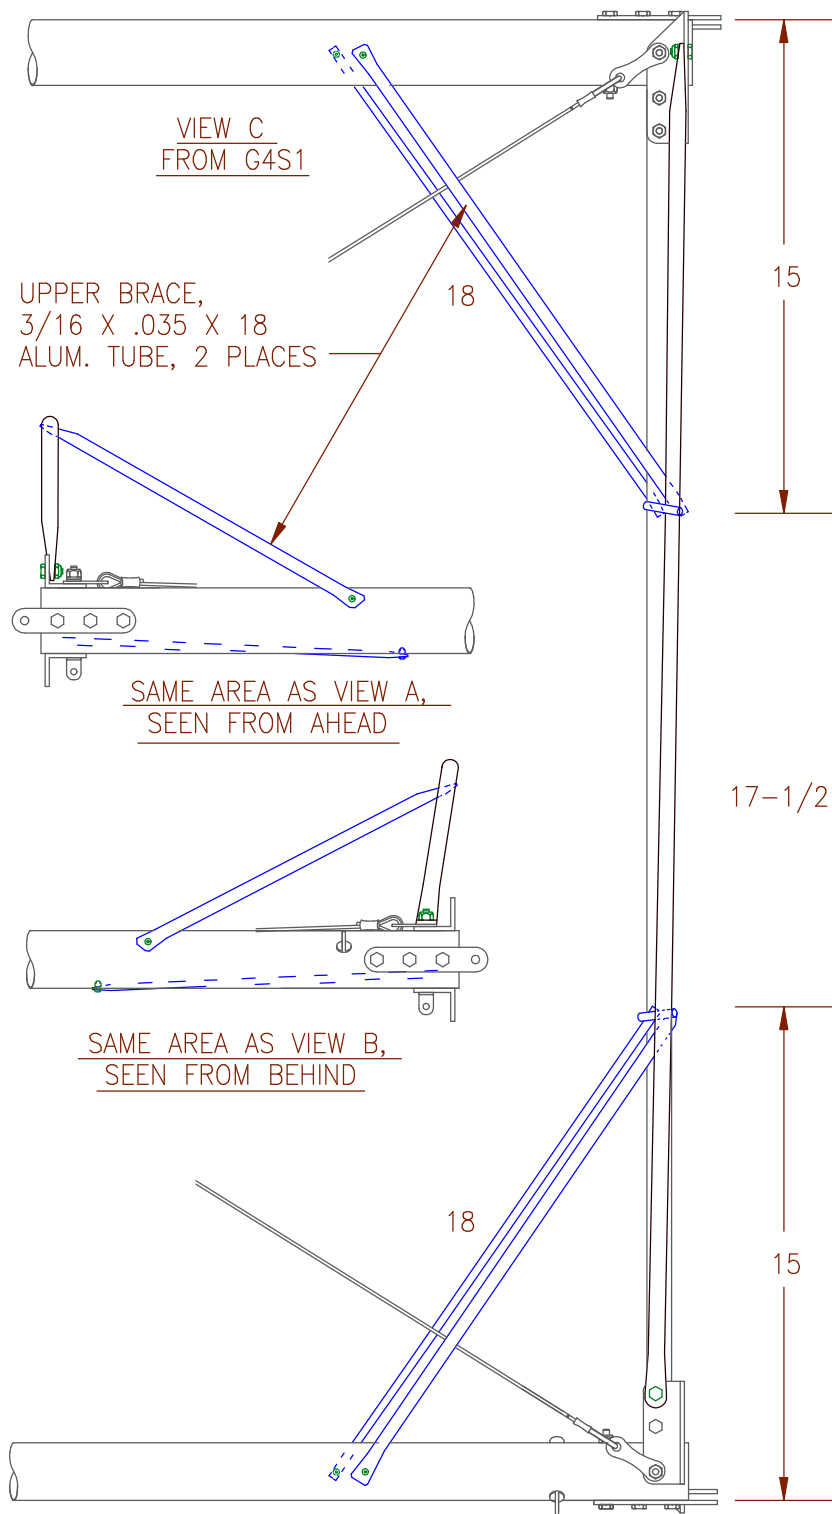 VIEW C
FROM G4S1
15
18
UPPER BRACE,
3/16 X .035 X 18
ALUM. TUBE, 2 PLACES
SAME AREA AS VIEW A,
SEEN FROM AHEAD
17-1/2
SAME AREA AS VIEW B,
SEEN FROM BEHIND
18
15